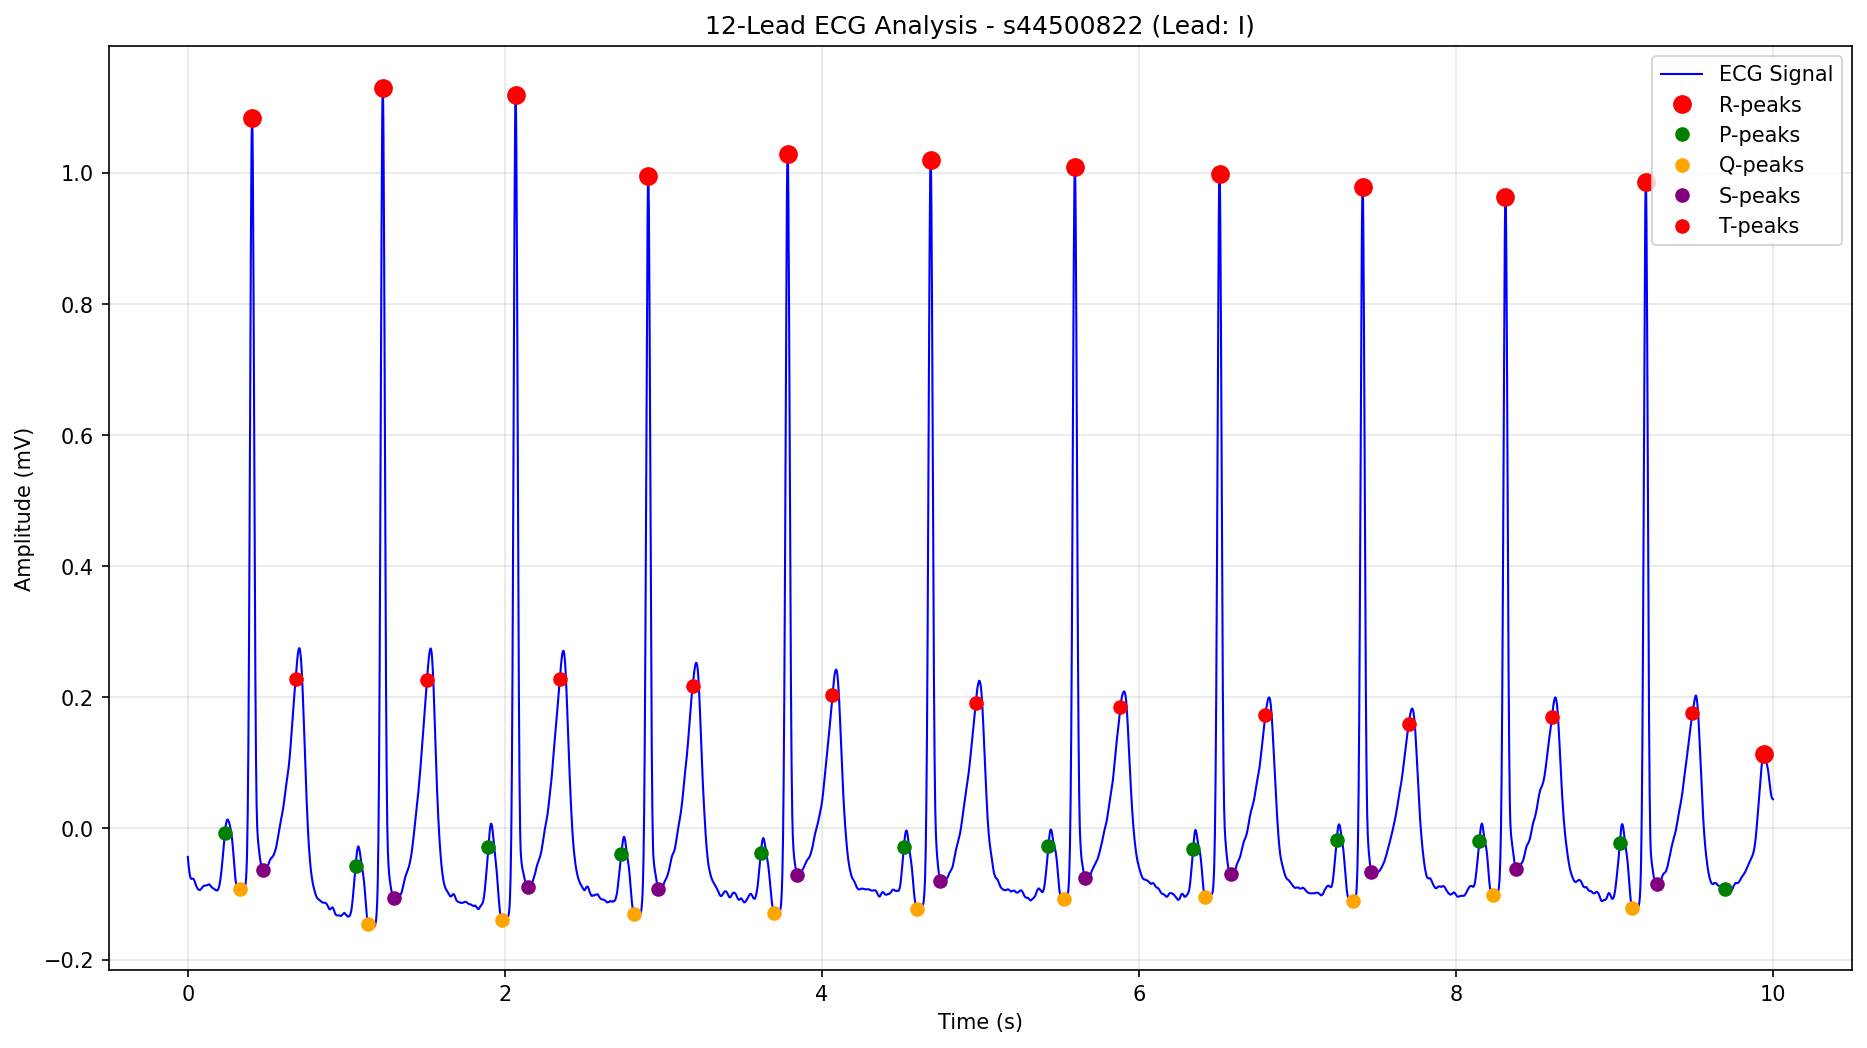 12-Lead ECG Analysis - s44500822 (Lead: I)
ECG Signal
R-peaks
P-peaks
Q-peaks
S-peaks
T-peaks
Amplitude (mV)
1.0
0.8
0.6
0.4
0.2
0.0
−0.2
0 2 4 6 8 10
Time (s)